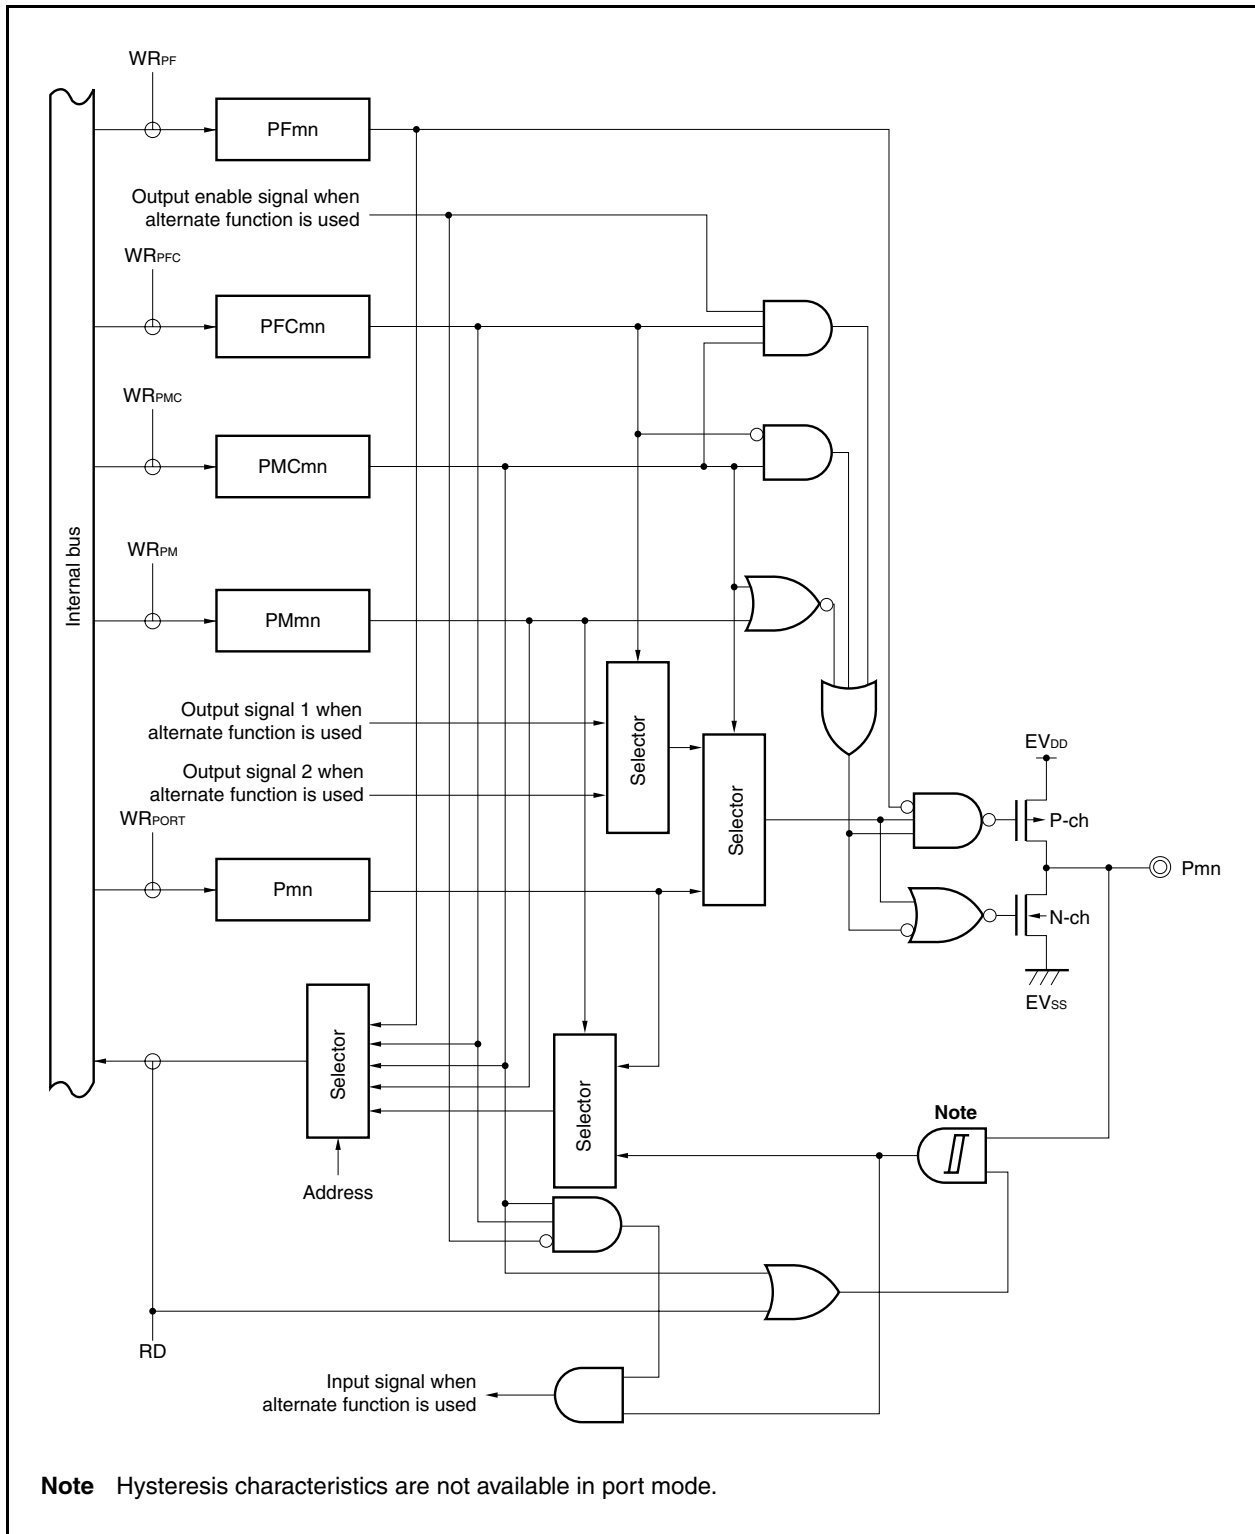 WRPF
PFmn
Output enable signal when
alternate function is used
WRPFC
PFCmn
WRPMC
PMCmn
Internal bus
WRPM
PMmn
Output signal 1 when
alternate function is used
Selector
Output signal 2 when
alternate function is used
Selector
EVDD
P-ch
WRPORT
Pmn
Pmn
N-ch
EVSS
Selector
Selector
Note
Address
RD
Input signal when
alternate function is used
Note Hysteresis characteristics are not available in port mode.